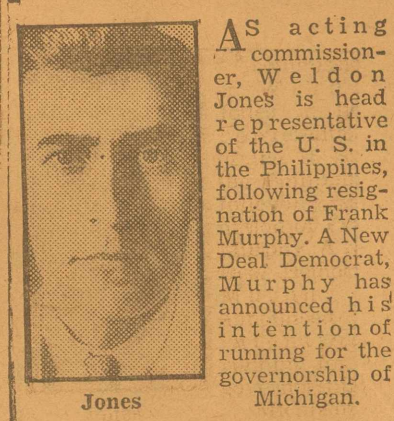 AS acting
commission-
er, Weldon
Jones is head
representative
of the U. S. in
the Philippines,
following resig-
nation of Frank
Murphy. A New
Deal Democrat,
Murphy has
announced his
intention of
running for the
governorship of
Michigan.
Jones